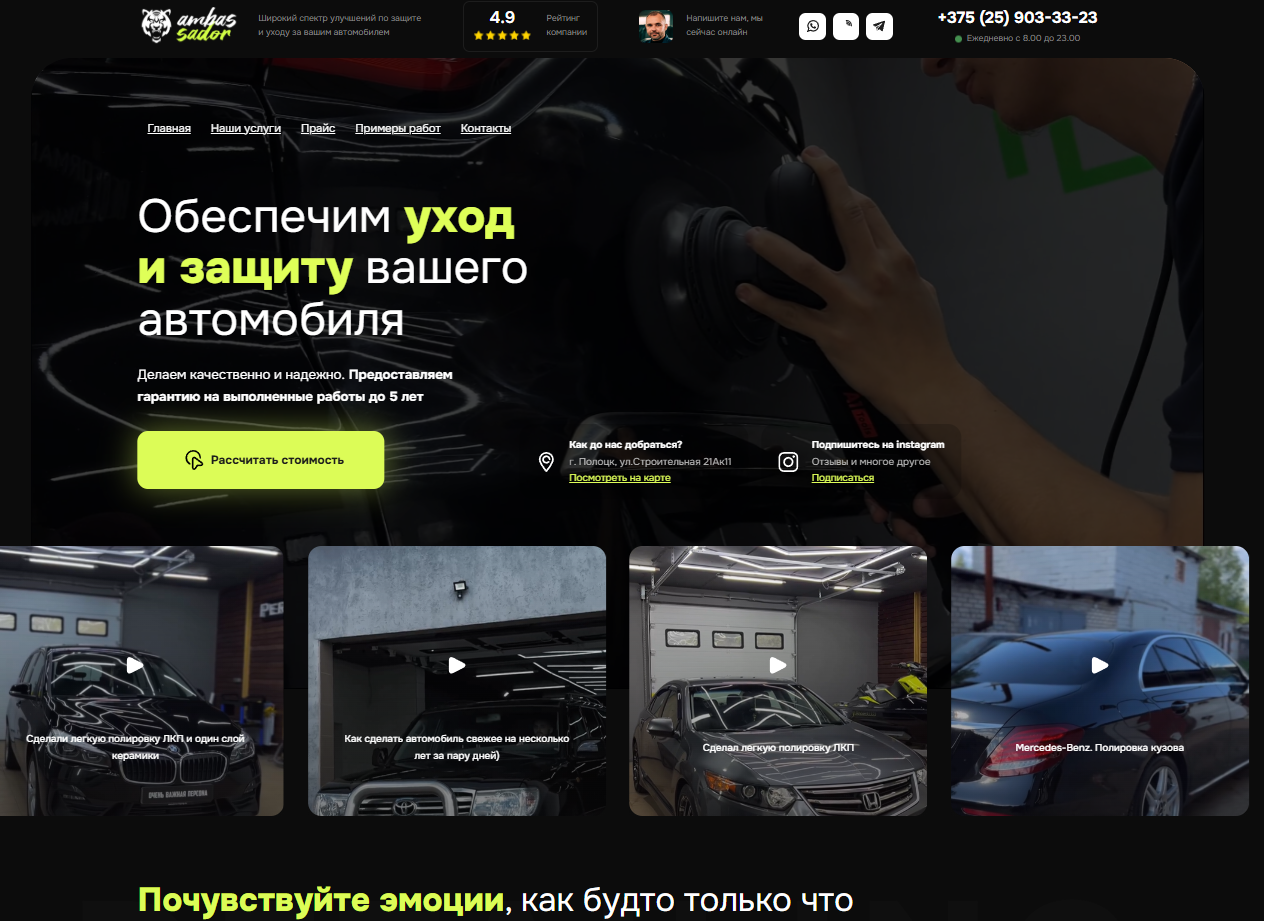 ambas
sador
Широкий спектр улучшений по защите
и уходу за вашим автомобилем
4.9
Рейтинг
компании
Напишите нам, мы
сейчас онлайн
+375 (25) 903-33-23
Ежедневно с 8.00 до 23.00
Главная Наши услуги Прайс Примеры работ Контакты
Обеспечим уход
и защиту вашего
автомобиля
Делаем качественно и надежно. Предоставляем
гарантию на выполненные работы до 5 лет
Рассчитать стоимость
Как до нас добраться?
г. Полоцк, ул.Строительная 21Ак11
Посмотреть на карте
Подпишитесь на instagram
Отзывы и многое другое
Подписаться
Сделали легкую полировку ЛКП и один слой
керамики
ОЧЕНЬ ВАЖНАЯ ПЕРСОНА
Как сделать автомобиль свежее на несколько
лет за пару дней)
Сделал легкую полировку ЛКП
Mercedes-Benz. Полировка кузова
Почувствуйте эмоции, как будто только что